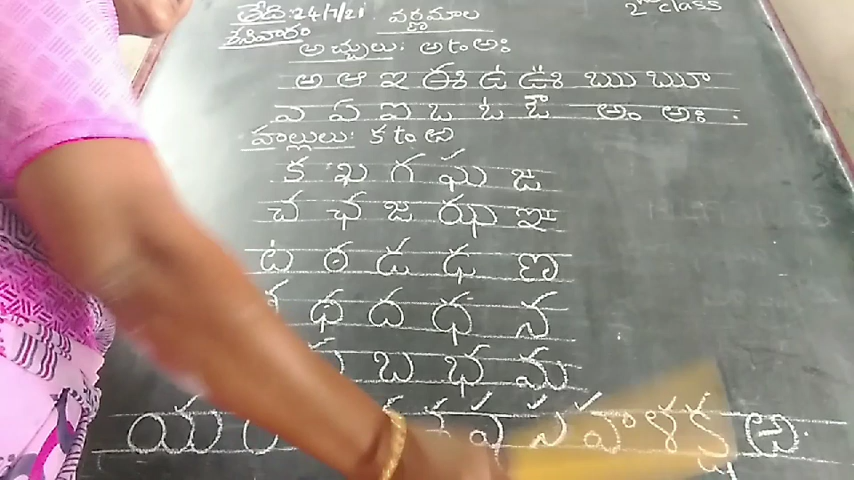 తేది:24/7/21 వర్ణమాల 2nd class
శనివారం
అచ్చులు: అ to అః
అ ఆ ఇ ఈ ఉ ఊ ఋ ౠ
ఎ ఏ ఐ ఒ ఓ ఔ అం అః
హల్లులు: క to ఱ
క ఖ గ ఘ ఙ
చ ఛ జ ఝ ఞ
ట ఠ డ ఢ ణ
థ ద ధ న
బ భ మ
య ళ క్ష ఱ